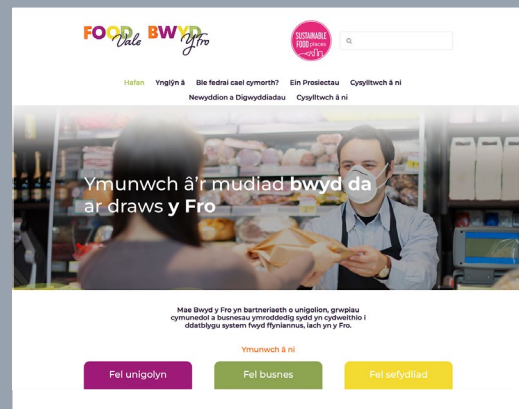 FOOD Vale BWYD Y Fro
SUSTAINABLE
FOOD places
Hafan Ynglŷn â Ble fedrai cael cymorth? Ein Prosiectau Cysylltwch â ni
Newyddion a Digwyddiadau Cysylltwch â ni
Ymunwch â'r mudiad bwyd da
ar draws y Fro
Mae Bwyd y Fro yn bartneriaeth o unigolion, grwpiau
cymunedol a busnesau ymroddedig sydd yn cydweithio i
ddatblygu system fwyd ffyniannus, iach yn y Fro.
Ymunwch â ni
Fel unigolyn Fel busnes Fel sefydliad